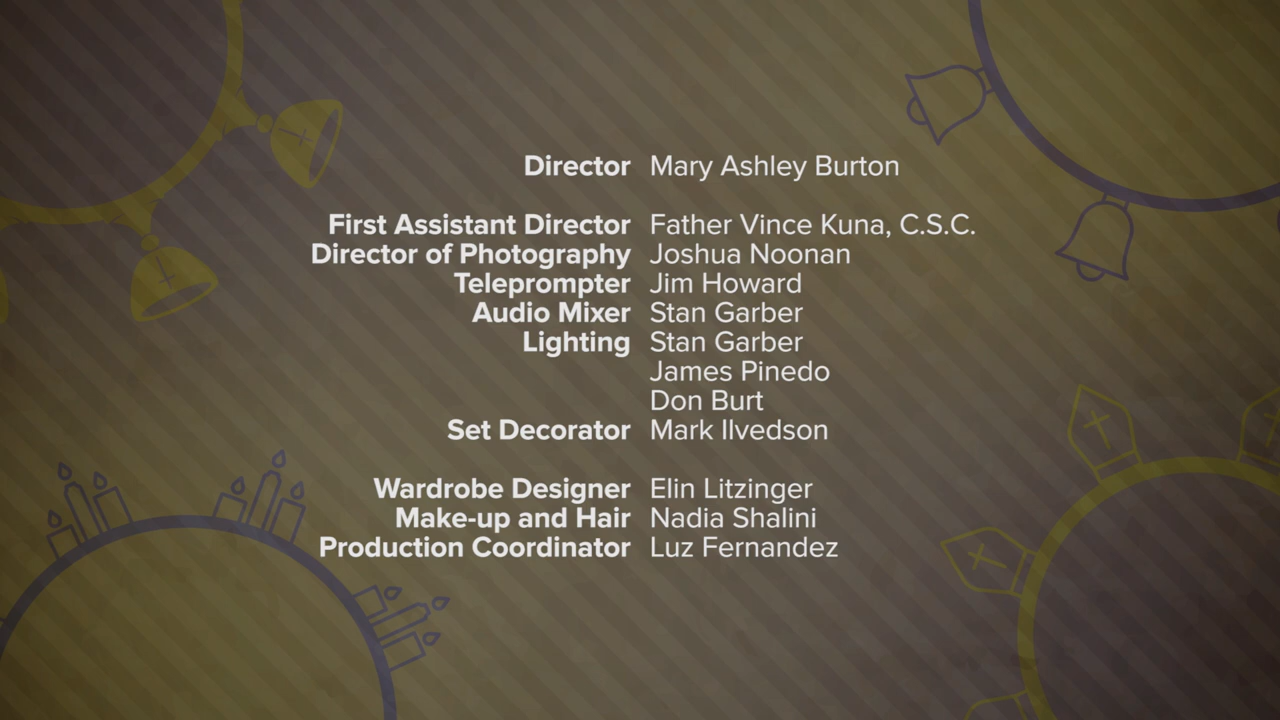 Director Mary Ashley Burton
First Assistant Director Father Vince Kuna, C.S.C.
Director of Photography Joshua Noonan
Teleprompter Jim Howard
Audio Mixer Stan Garber
Lighting Stan Garber
James Pinedo
Don Burt
Set Decorator Mark Ilvedson
Wardrobe Designer Elin Litzinger
Make-up and Hair Nadia Shalini
Production Coordinator Luz Fernandez